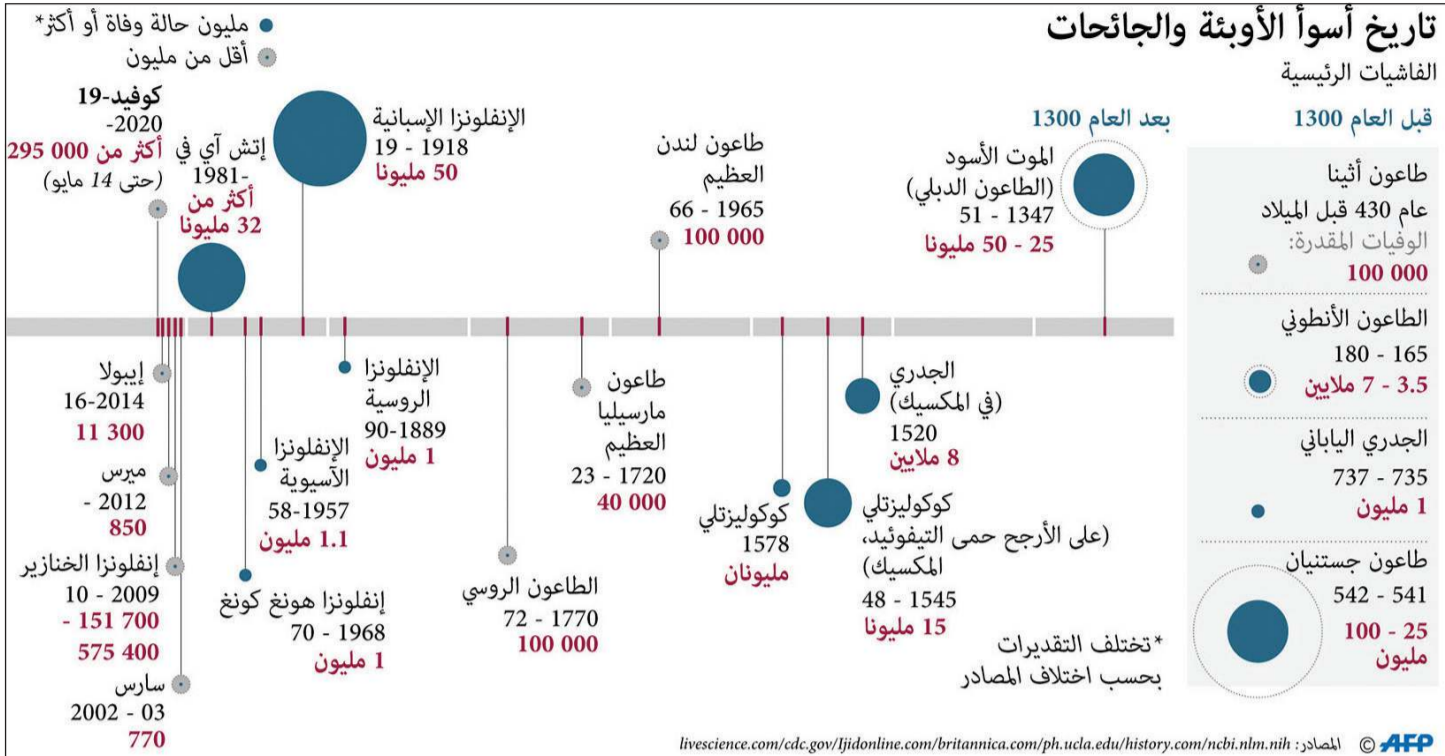 تاريخ أسوأ الأوبئة والجائحات
الفاشيات الرئيسية
مليون حالة وفاة أو أكثر*
أقل من مليون
قبل العام 1300
طاعون أثينا
عام 430 قبل الميلاد
الوفيات المقدرة:
100 000
الطاعون الأنطوني
165 - 180
3.5 - 7 ملايين
الجدري الياباني
735 - 737
1 مليون
طاعون جستنيان
541 - 542
25 - 100
مليون
بعد العام 1300
الموت الأسود
(الطاعون الدبلي)
1347 - 51
25 - 50 مليونا
الجدري
(في المكسيك)
1520
8 ملايين
كوكوليزتلي
(على الأرجح حمى التيفوئيد،
المكسيك)
1545 - 48
15 مليونا
كوكوليزتلي
1578
مليونان
طاعون لندن
العظيم
1965 - 66
100 000
طاعون
مارسيليا
العظيم
1720 - 23
40 000
الطاعون الروسي
1770 - 72
100 000
الإنفلونزا
الروسية
1889-90
1 مليون
الإنفلونزا الإسبانية
1918 - 19
50 مليونا
الإنفلونزا
الآسيوية
1957-58
1.1 مليون
إنفلونزا هونغ كونغ
1968 - 70
1 مليون
إتش آي في
1981-
أكثر من
32 مليونا
سارس
2002 - 03
770
إنفلونزا الخنازير
2009 - 10
151 700 -
575 400
ميرس
2012 -
850
إيبولا
2014-16
11 300
كوفيد-19
2020-
أكثر من 000 295
(حتى 14 مايو)
*تختلف التقديرات
بحسب اختلاف المصادر
المصادر: livescience.com/cdc.gov/Ijidonline.com/britannica.com/ph.ucla.edu/history.com/ncbi.nlm.nih
© AFP